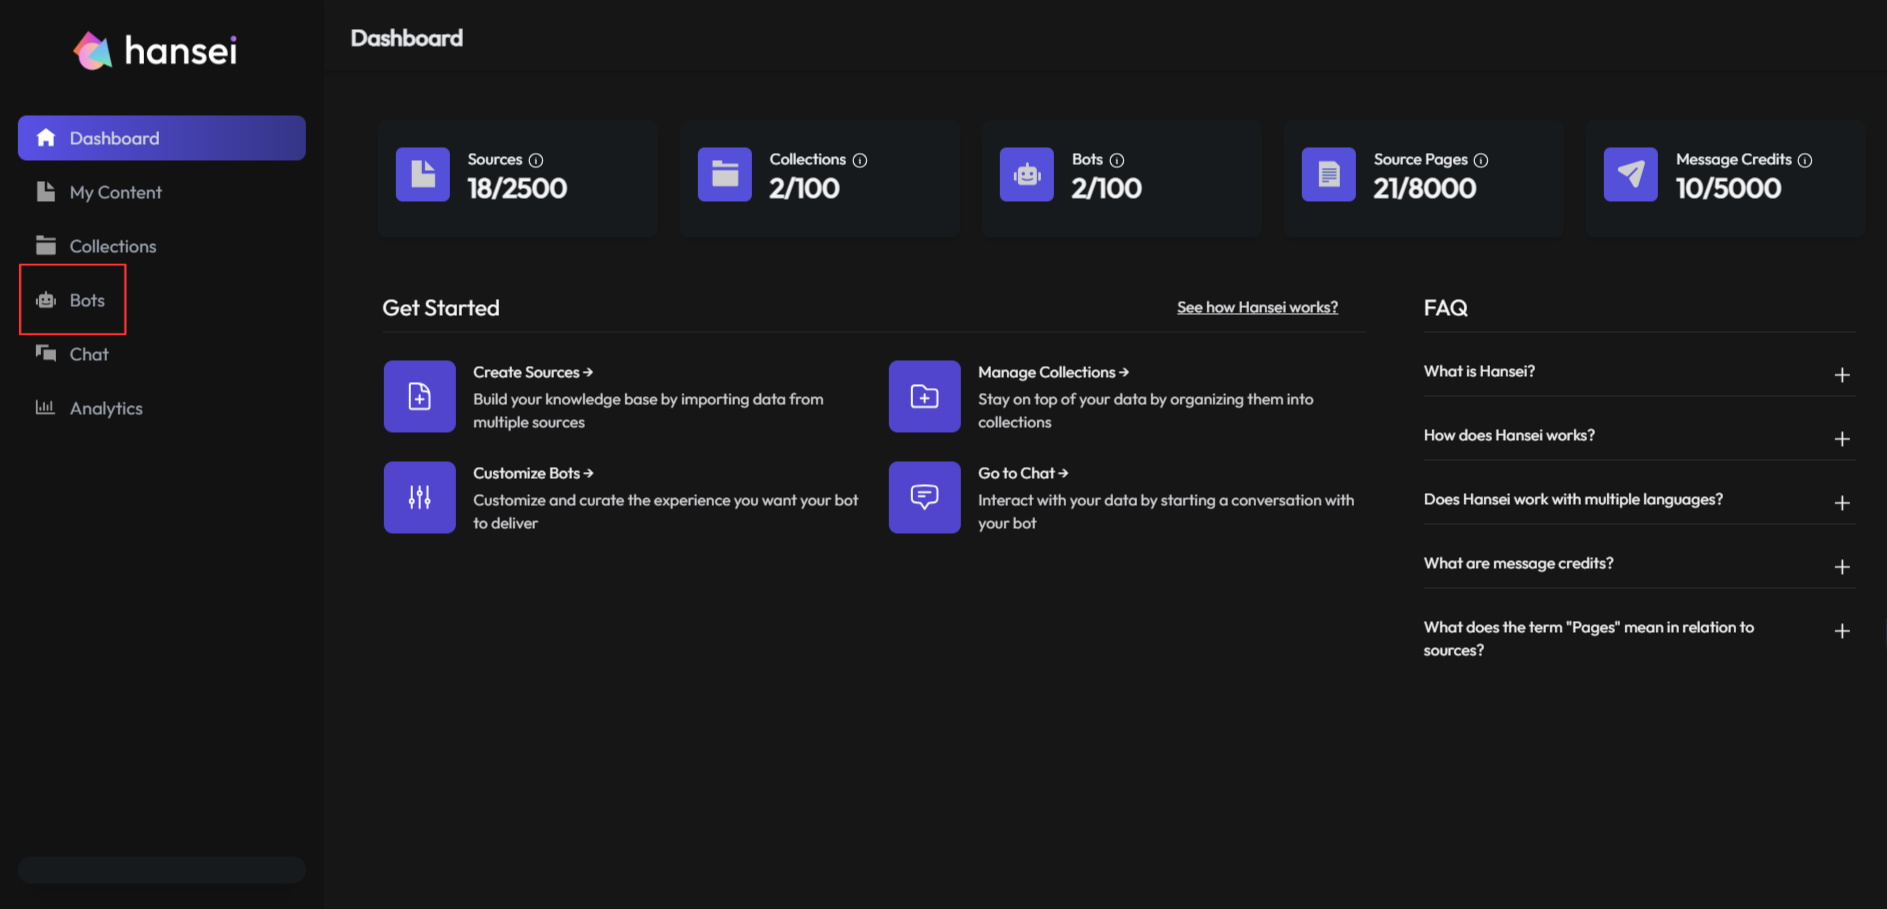 hansei
Dashboard
Dashboard
My Content
Collections
Bots
Chat
Analytics
Sources
18/2500
Collections
2/100
Bots
2/100
Source Pages
21/8000
Message Credits
10/5000
Get Started
See how Hansei works?
Create Sources →
Build your knowledge base by importing data from
multiple sources
Manage Collections →
Stay on top of your data by organizing them into
collections
Customize Bots →
Customize and curate the experience you want your bot
to deliver
Go to Chat →
Interact with your data by starting a conversation with
your bot
FAQ
What is Hansei?
How does Hansei works?
Does Hansei work with multiple languages?
What are message credits?
What does the term "Pages" mean in relation to
sources?